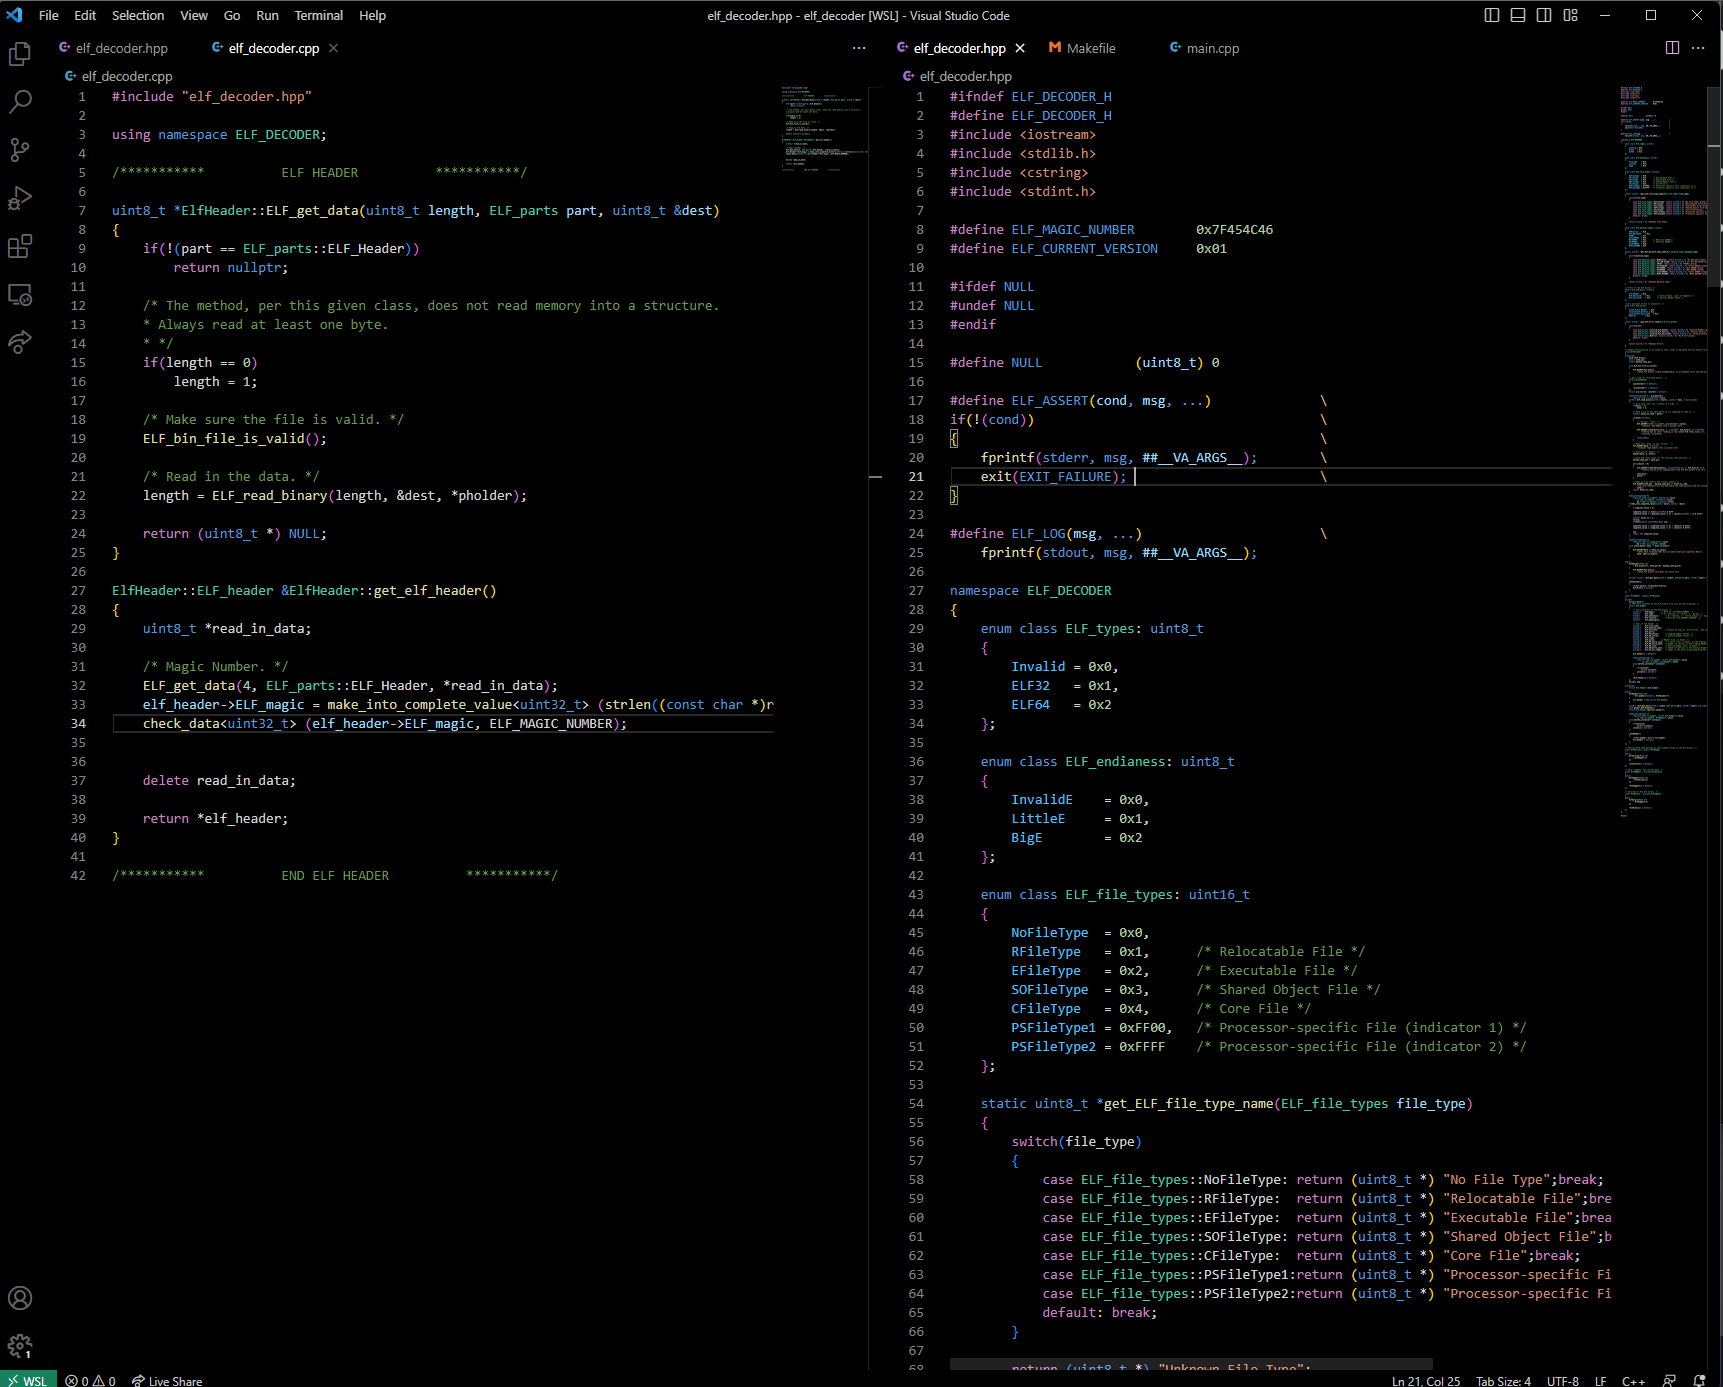 File Edit Selection View Go Run Terminal Help
elf_decoder.hpp - elf_decoder [WSL] - Visual Studio Code
elf_decoder.hpp elf_decoder.cpp
elf_decoder.cpp
1 #include "elf_decoder.hpp"
2
3 using namespace ELF_DECODER;
4
5 /*********** ELF HEADER ***********/
6
7 uint8_t *ElfHeader::ELF_get_data(uint8_t length, ELF_parts part, uint8_t &dest)
8 {
9 if(!(part == ELF_parts::ELF_Header))
10 return nullptr;
11
12 /* The method, per this given class, does not read memory into a structure.
13 * Always read at least one byte.
14 * */
15 if(length == 0)
16 length = 1;
17
18 /* Make sure the file is valid. */
19 ELF_bin_file_is_valid();
20
21 /* Read in the data. */
22 length = ELF_read_binary(length, &dest, *pholder);
23
24 return (uint8_t *) NULL;
25 }
26
27 ElfHeader::ELF_header &ElfHeader::get_elf_header()
28 {
29 uint8_t *read_in_data;
30
31 /* Magic Number. */
32 ELF_get_data(4, ELF_parts::ELF_Header, *read_in_data);
33 elf_header->ELF_magic = make_into_complete_value<uint32_t> (strlen((const char *)r
34 check_data<uint32_t> (elf_header->ELF_magic, ELF_MAGIC_NUMBER);
35
36
37 delete read_in_data;
38
39 return *elf_header;
40 }
41
42 /*********** END ELF HEADER ***********/
elf_decoder.hpp Makefile main.cpp
elf_decoder.hpp
1 #ifndef ELF_DECODER_H
2 #define ELF_DECODER_H
3 #include <iostream>
4 #include <stdlib.h>
5 #include <cstring>
6 #include <stdint.h>
7
8 #define ELF_MAGIC_NUMBER 0x7F454C46
9 #define ELF_CURRENT_VERSION 0x01
10
11 #ifdef NULL
12 #undef NULL
13 #endif
14
15 #define NULL (uint8_t) 0
16
17 #define ELF_ASSERT(cond, msg, ...) \
18 if(!(cond)) \
19 { \
20 fprintf(stderr, msg, ##__VA_ARGS__); \
21 exit(EXIT_FAILURE); \
22 }
23
24 #define ELF_LOG(msg, ...) \
25 fprintf(stdout, msg, ##__VA_ARGS__);
26
27 namespace ELF_DECODER
28 {
29 enum class ELF_types: uint8_t
30 {
31 Invalid = 0x0,
32 ELF32 = 0x1,
33 ELF64 = 0x2
34 };
35
36 enum class ELF_endianess: uint8_t
37 {
38 InvalidE = 0x0,
39 LittleE = 0x1,
40 BigE = 0x2
41 };
42
43 enum class ELF_file_types: uint16_t
44 {
45 NoFileType = 0x0,
46 RFileType = 0x1, /* Relocatable File */
47 EFileType = 0x2, /* Executable File */
48 SOFileType = 0x3, /* Shared Object File */
49 CFileType = 0x4, /* Core File */
50 PSFileType1 = 0xFF00, /* Processor-specific File (indicator 1) */
51 PSFileType2 = 0xFFFF /* Processor-specific File (indicator 2) */
52 };
53
54 static uint8_t *get_ELF_file_type_name(ELF_file_types file_type)
55 {
56 switch(file_type)
57 {
58 case ELF_file_types::NoFileType: return (uint8_t *) "No File Type";break;
59 case ELF_file_types::RFileType: return (uint8_t *) "Relocatable File";bre
60 case ELF_file_types::EFileType: return (uint8_t *) "Executable File";brea
61 case ELF_file_types::SOFileType: return (uint8_t *) "Shared Object File";b
62 case ELF_file_types::CFileType: return (uint8_t *) "Core File";break;
63 case ELF_file_types::PSFileType1:return (uint8_t *) "Processor-specific Fi
64 case ELF_file_types::PSFileType2:return (uint8_t *) "Processor-specific Fi
65 default: break;
66 }
67
68 return (uint8_t *) "Unknown File Type";
1
WSL 0 0 Live Share
Ln 21, Col 25 Tab Size: 4 UTF-8 LF C++